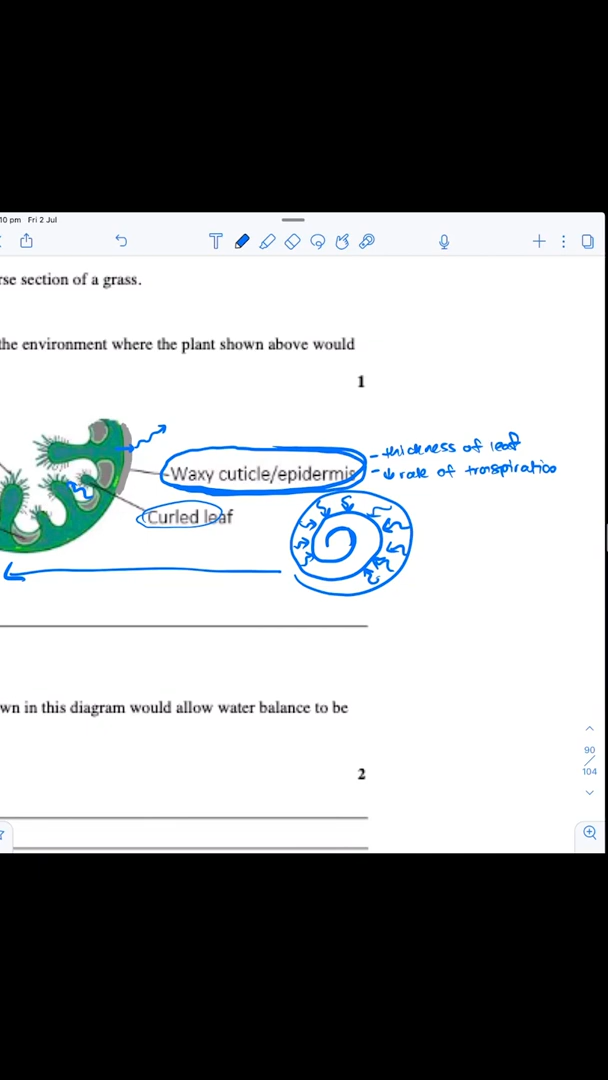 10 pm Fri 2 Jul
T
rse section of a grass.
the environment where the plant shown above would
1
- thickness of leaf
Waxy cuticle/epidermis
- ↓ rate of transpiration
Curled leaf
wn in this diagram would allow water balance to be
90
104
2